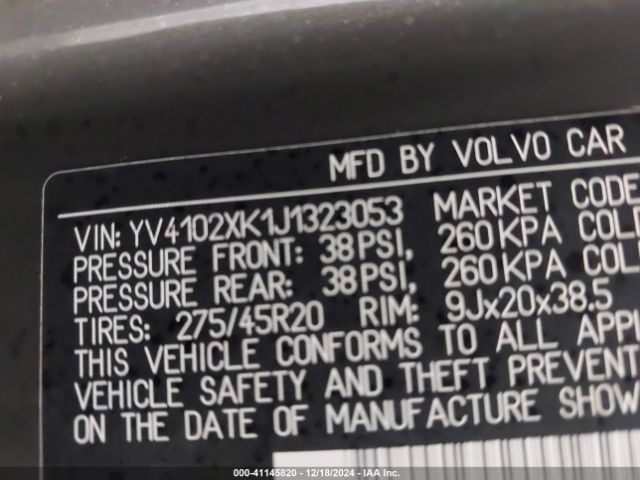 MFD BY VOLVO CAR
VIN: YV4102XK1J1323053 MARKET CODE
PRESSURE FRONT: 38PSI, 260KPA COL
PRESSURE REAR: 38PSI, 260KPA COL
TIRES: 275/45R20 RIM: 9Jx20x38.5
THIS VEHICLE CONFORMS TO ALL APPL
VEHICLE SAFETY AND THEFT PREVENT
ON THE DATE OF MANUFACTURE SHOW
000-41145820 – 12/18/2024 – IAA Inc.